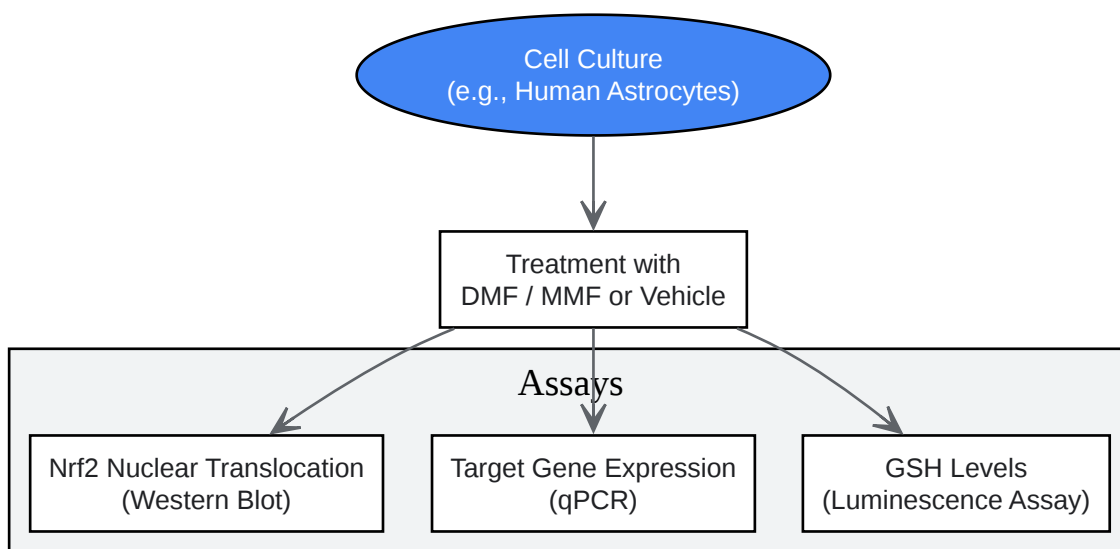 Cell Culture
(e.g., Human Astrocytes)
Treatment with
DMF / MMF or Vehicle
Assays
Nrf2 Nuclear Translocation
(Western Blot)
Target Gene Expression
(qPCR)
GSH Levels
(Luminescence Assay)